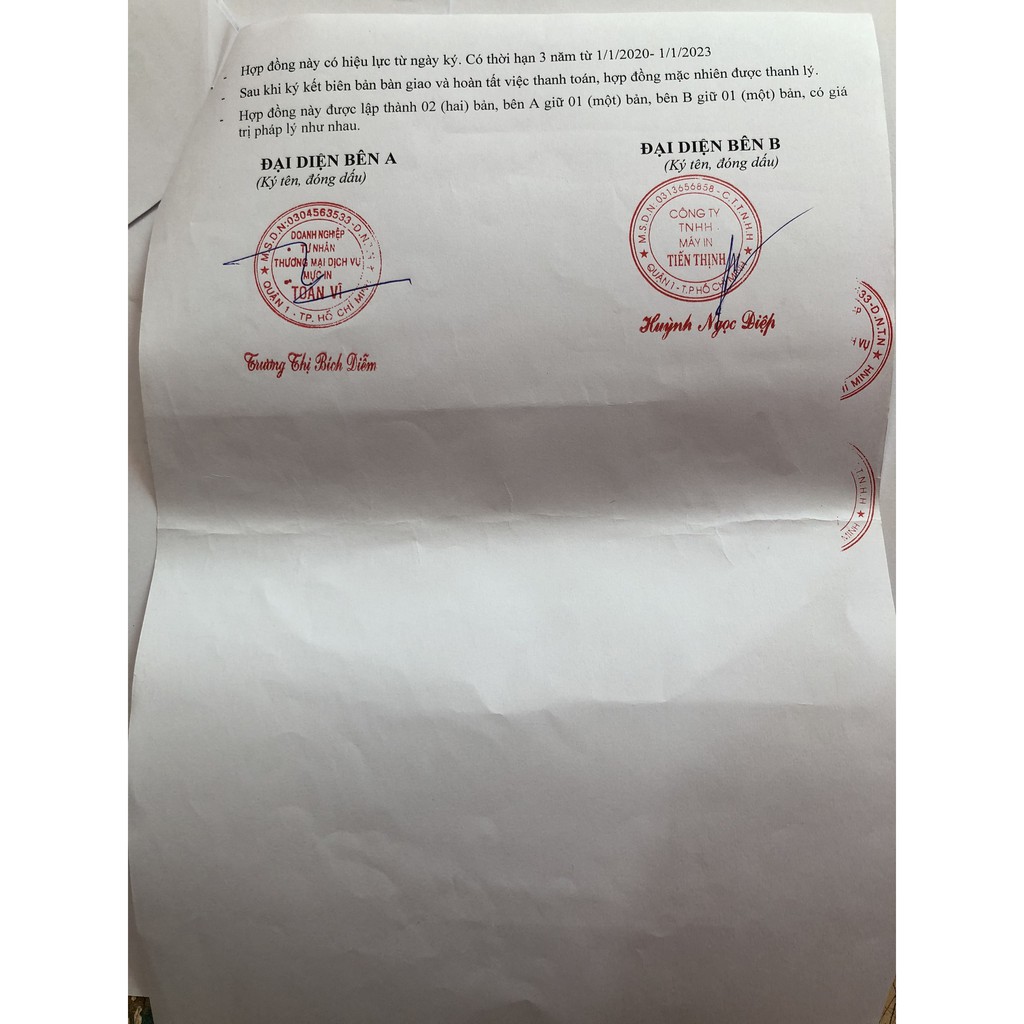 - Hợp đồng này có hiệu lực từ ngày ký. Có thời hạn 3 năm từ 1/1/2020- 1/1/2023
- Sau khi ký kết biên bản bàn giao và hoàn tất việc thanh toán, hợp đồng mặc nhiên được thanh lý.
- Hợp đồng này được lập thành 02 (hai) bản, bên A giữ 01 (một) bản, bên B giữ 01 (một) bản, có giá
trị pháp lý như nhau.
ĐẠI DIỆN BÊN A
(Ký tên, đóng dấu)
M.S.D.N:0304563533-D.N.T.N
DOANH NGHIỆP
TƯ NHÂN
THƯƠNG MẠI DỊCH VỤ
MỰC IN
TOÀN VĨ
QUẬN 1 - TP. HỒ CHÍ MINH
Trương Thị Bích Diễm
ĐẠI DIỆN BÊN B
(Ký tên, đóng dấu)
M.S.D.N:0313656858-C.T.T.N.H.H
CÔNG TY
TNHH
MÁY IN
TIẾN THỊNH
QUẬN 1 - T.P HỒ CHÍ MINH
Huỳnh Ngọc Diệp
33-D.N.T.N
VỤ
MINH
T.N.H.H
MINH